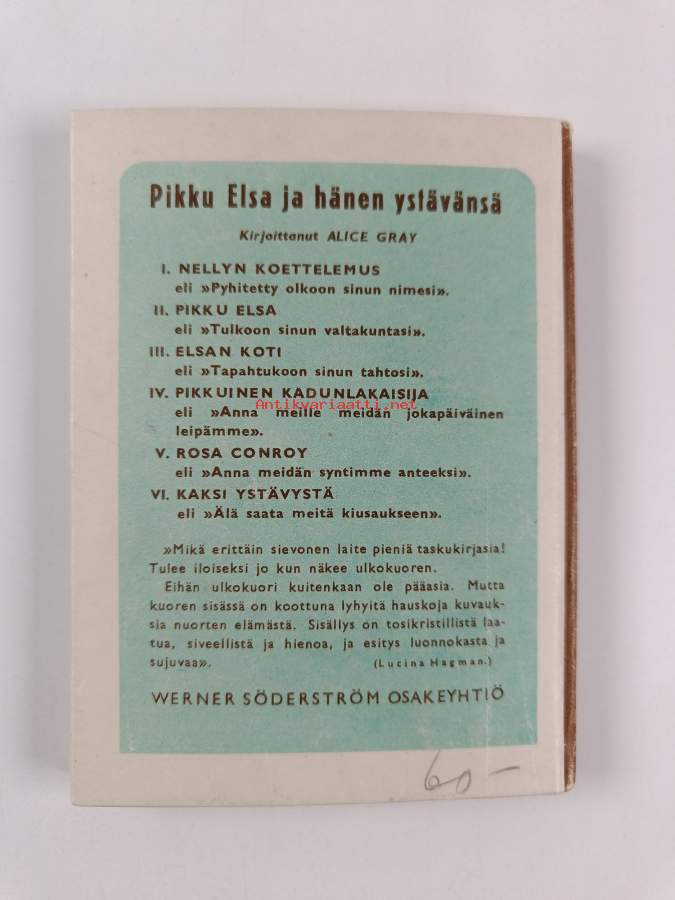 Pikku Elsa ja hänen ystävänsä
Kirjoittanut ALICE GRAY
I. NELLYN KOETTELEMUS
eli »Pyhitetty olkoon sinun nimesi».
II. PIKKU ELSA
eli »Tulkoon sinun valtakuntasi».
III. ELSAN KOTI
eli »Tapahtukoon sinun tahtosi».
IV. PIKKUINEN KADUNLAKAISIJA
Antikvariaatti.net
eli »Anna meille meidän jokapäiväinen
leipämme».
V. ROSA CONROY
eli »Anna meidän syntimme anteeksi».
VI. KAKSI YSTÄVYSTÄ
eli »Älä saata meitä kiusaukseen».
»Mikä erittäin sievonen laite pieniä taskukirjasia!
Tulee iloiseksi jo kun näkee ulkokuoren.
Eihän ulkokuori kuitenkaan ole pääasia. Mutta
kuoren sisässä on koottuna lyhyitä hauskoja kuvauk-
sia nuorten elämästä. Sisällys on tosikristillistä laa-
tua, siveellistä ja hienoa, ja esitys luonnokasta ja
sujuvaa». (Lucina Hagman.)
WERNER SÖDERSTRÖM OSAKEYHTIÖ
60-